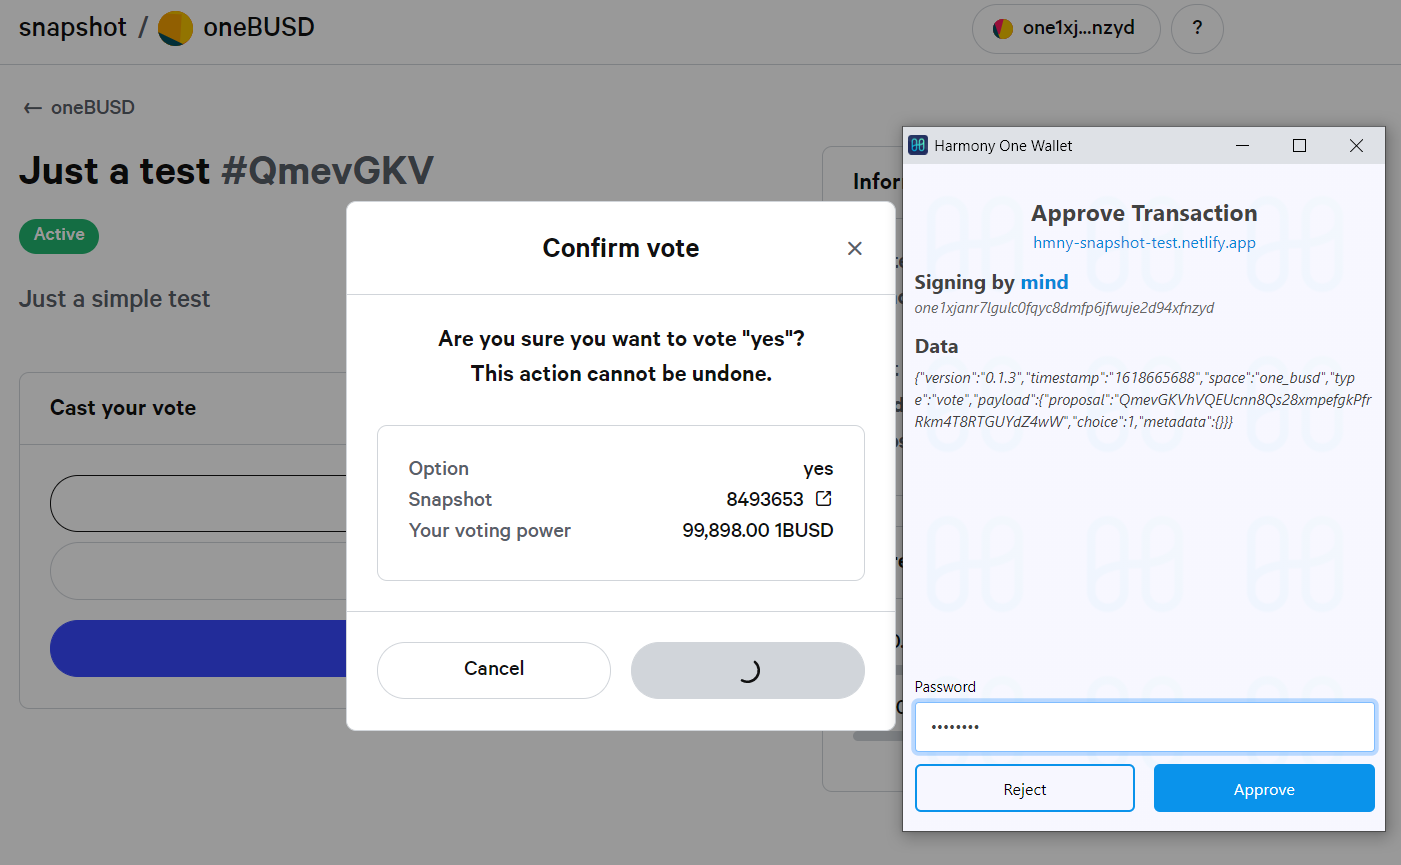 snapshot / oneBUSD
one1xj...nzyd
?
← oneBUSD
Just a test #QmevGKV
Active
Just a simple test
Cast your vote
Confirm vote
Are you sure you want to vote "yes"?
This action cannot be undone.
Option yes
Snapshot 8493653
Your voting power 99,898.00 1BUSD
Cancel
Harmony One Wallet
Approve Transaction
hmny-snapshot-test.netlify.app
Signing by mind
one1xjanr7lgulc0fqyc8dmfp6jfwuje2d94xfnzyd
Data
{"version":"0.1.3","timestamp":"1618665688","space":"one_busd","typ
e":"vote","payload":{"proposal":"QmevGKVhVQEUcnn8Qs28xmpefgkPfr
Rkm4T8RTGUYdZ4wW","choice":1,"metadata":{}}}
Password
••••••••
Reject
Approve